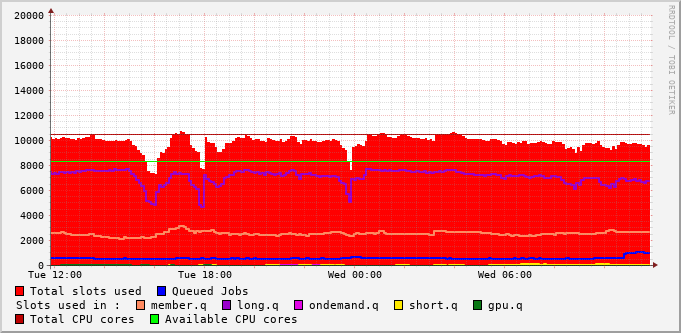 20000
18000
16000
14000
12000
10000
8000
6000
4000
2000
0
Tue 12:00 Tue 18:00 Wed 00:00 Wed 06:00
RRDTOOL / TOBI OETIKER
Total slots used Queued Jobs
Slots used in : member.q long.q ondemand.q short.q gpu.q
Total CPU cores Available CPU cores